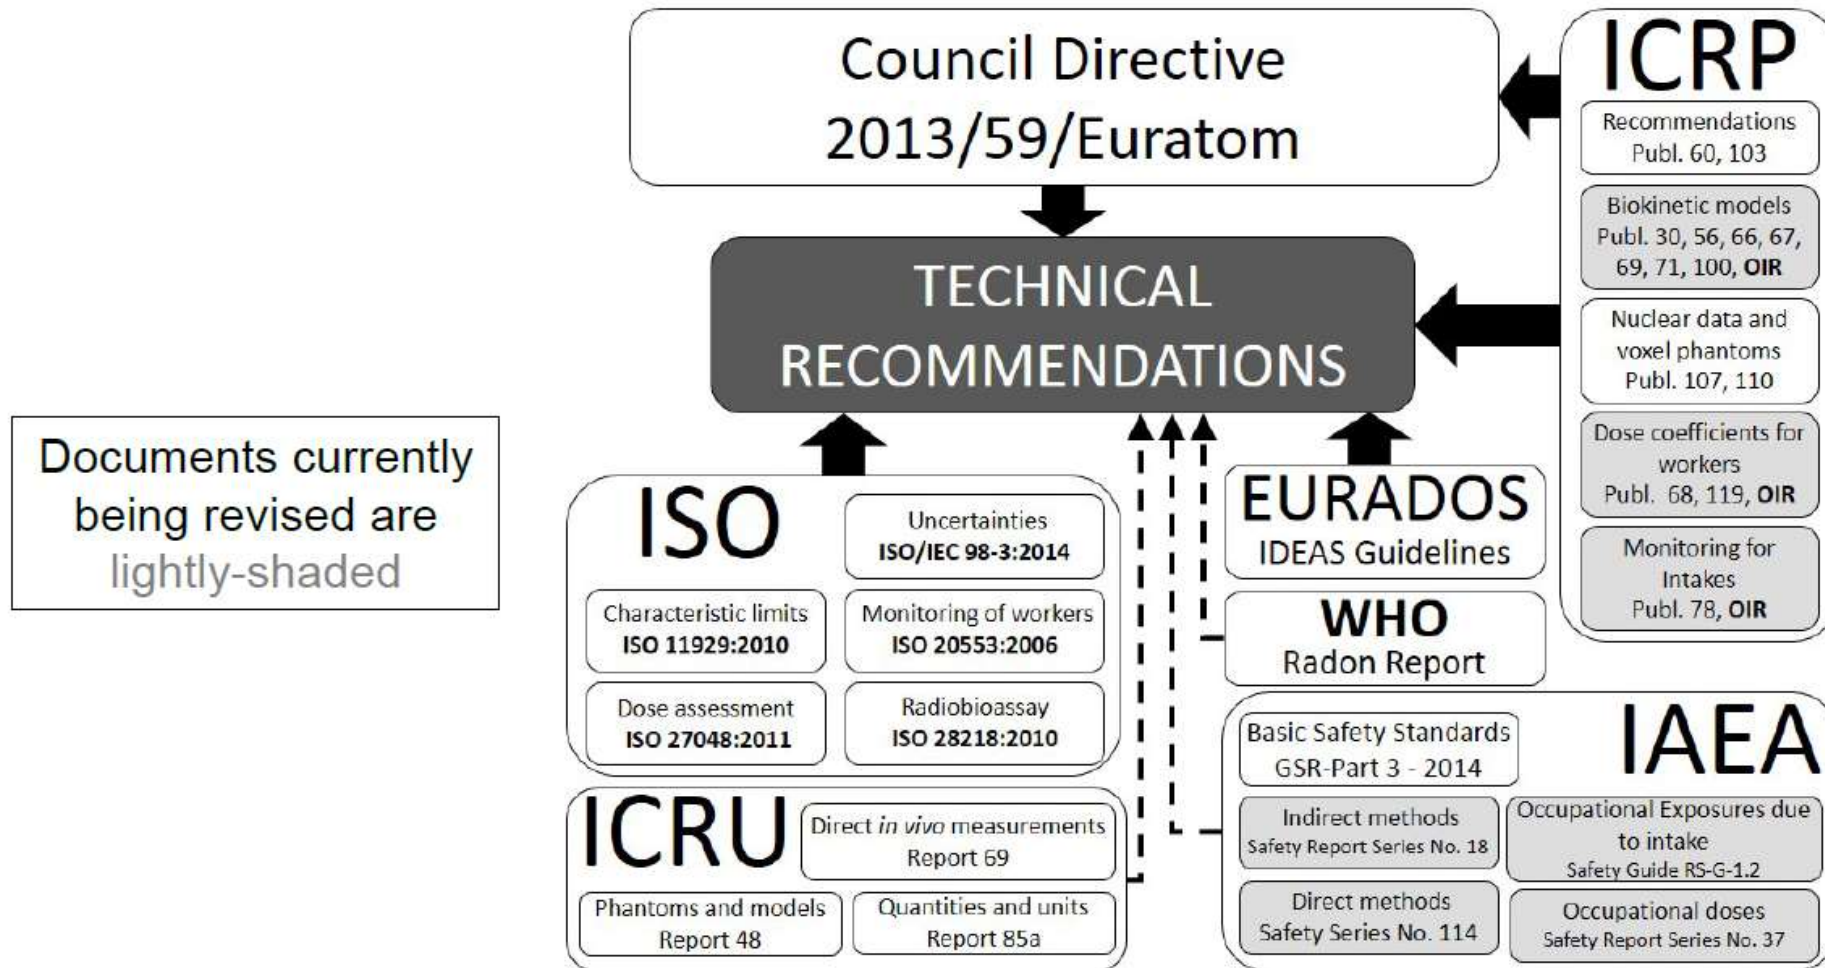 Council Directive
2013/59/Euratom
ICRP
Recommendations
Publ. 60, 103
Biokinetic models
Publ. 30, 56, 66, 67,
69, 71, 100, OIR
Nuclear data and
voxel phantoms
Publ. 107, 110
Dose coefficients for
workers
Publ. 68, 119, OIR
Monitoring for
Intakes
Publ. 78, OIR
TECHNICAL
RECOMMENDATIONS
Documents currently
being revised are
lightly-shaded
ISO
Uncertainties
ISO/IEC 98-3:2014
Characteristic limits
ISO 11929:2010
Monitoring of workers
ISO 20553:2006
Dose assessment
ISO 27048:2011
Radiobioassay
ISO 28218:2010
EURADOS
IDEAS Guidelines
WHO
Radon Report
ICRU
Direct in vivo measurements
Report 69
Phantoms and models
Report 48
Quantities and units
Report 85a
IAEA
Basic Safety Standards
GSR-Part 3 - 2014
Indirect methods
Safety Report Series No. 18
Occupational Exposures due
to intake
Safety Guide RS-G-1.2
Direct methods
Safety Series No. 114
Occupational doses
Safety Report Series No. 37